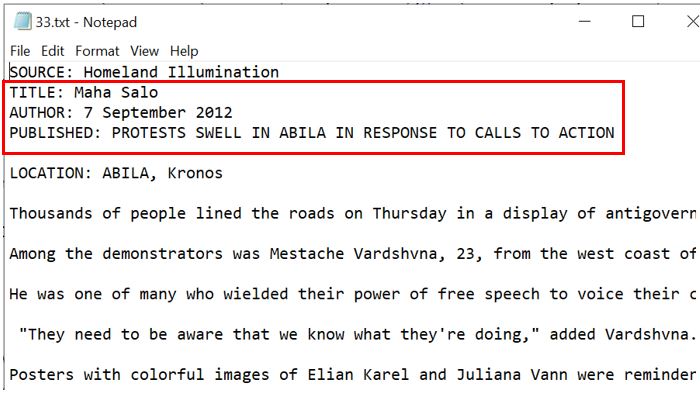 33.txt - Notepad
File Edit Format View Help
SOURCE: Homeland Illumination
TITLE: Maha Salo
AUTHOR: 7 September 2012
PUBLISHED: PROTESTS SWELL IN ABILA IN RESPONSE TO CALLS TO ACTION
LOCATION: ABILA, Kronos
Thousands of people lined the roads on Thursday in a display of antigovern
Among the demonstrators was Mestache Vardshvna, 23, from the west coast of
He was one of many who wielded their power of free speech to voice their c
"They need to be aware that we know what they're doing," added Vardshvna.
Posters with colorful images of Elian Karel and Juliana Vann were reminder